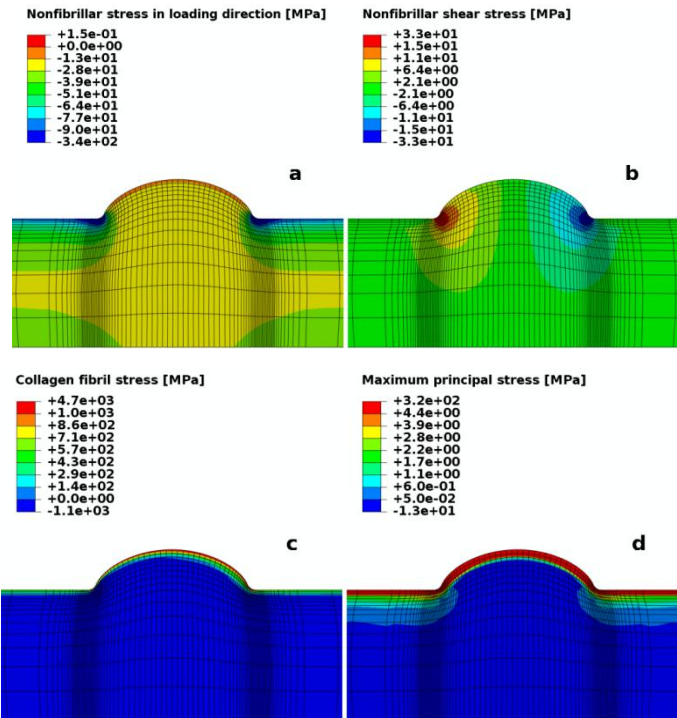 Nonfibrillar stress in loading direction [MPa]
+1.5e-01
+0.0e+00
-1.3e+01
-2.8e+01
-3.9e+01
-5.1e+01
-6.4e+01
-7.7e+01
-9.0e+01
-3.4e+02
a
Nonfibrillar shear stress [MPa]
+3.3e+01
+1.5e+01
+1.1e+01
+6.4e+00
+2.1e+00
-2.1e+00
-6.4e+00
-1.1e+01
-1.5e+01
-3.3e+01
b
Collagen fibril stress [MPa]
+4.7e+03
+1.0e+03
+8.6e+02
+7.1e+02
+5.7e+02
+4.3e+02
+2.9e+02
+1.4e+02
+0.0e+00
-1.1e+03
c
Maximum principal stress [MPa]
+3.2e+02
+4.4e+00
+3.9e+00
+2.8e+00
+2.2e+00
+1.7e+00
+1.1e+00
+6.0e-01
+5.0e-02
-1.3e+01
d